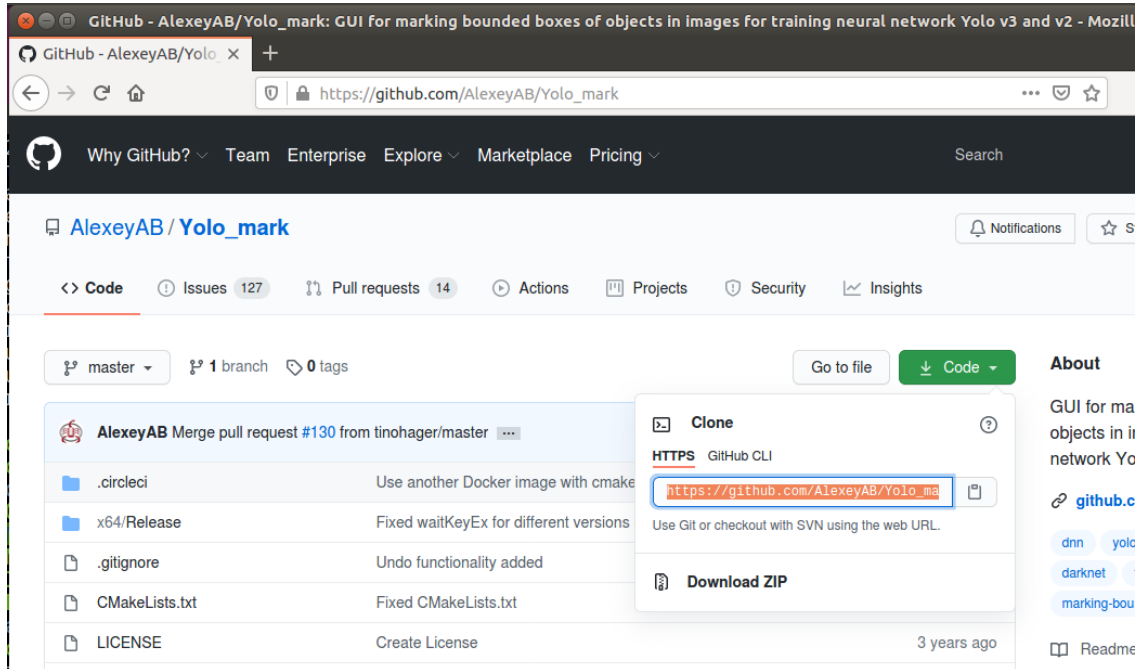 GitHub - AlexeyAB/Yolo_mark: GUI for marking bounded boxes of objects in images for training neural network Yolo v3 and v2 - Mozill
GitHub - AlexeyAB/Yolo_
https://github.com/AlexeyAB/Yolo_mark
Why GitHub? Team Enterprise Explore Marketplace Pricing Search
AlexeyAB / Yolo_mark Notifications S
Code Issues 127 Pull requests 14 Actions Projects Security Insights
master 1 branch 0 tags Go to file Code
About
AlexeyAB Merge pull request #130 from tinohager/master ...
.circleci Use another Docker image with cmake
x64/Release Fixed waitKeyEx for different versions
.gitignore Undo functionality added
CMakeLists.txt Fixed CMakeLists.txt
LICENSE Create License 3 years ago
Clone
HTTPS GitHub CLI
https://github.com/AlexeyAB/Yolo_ma
Use Git or checkout with SVN using the web URL.
Download ZIP
GUI for ma
objects in i
network Yo
github.c
dnn yolo
darknet
marking-bou
Readme